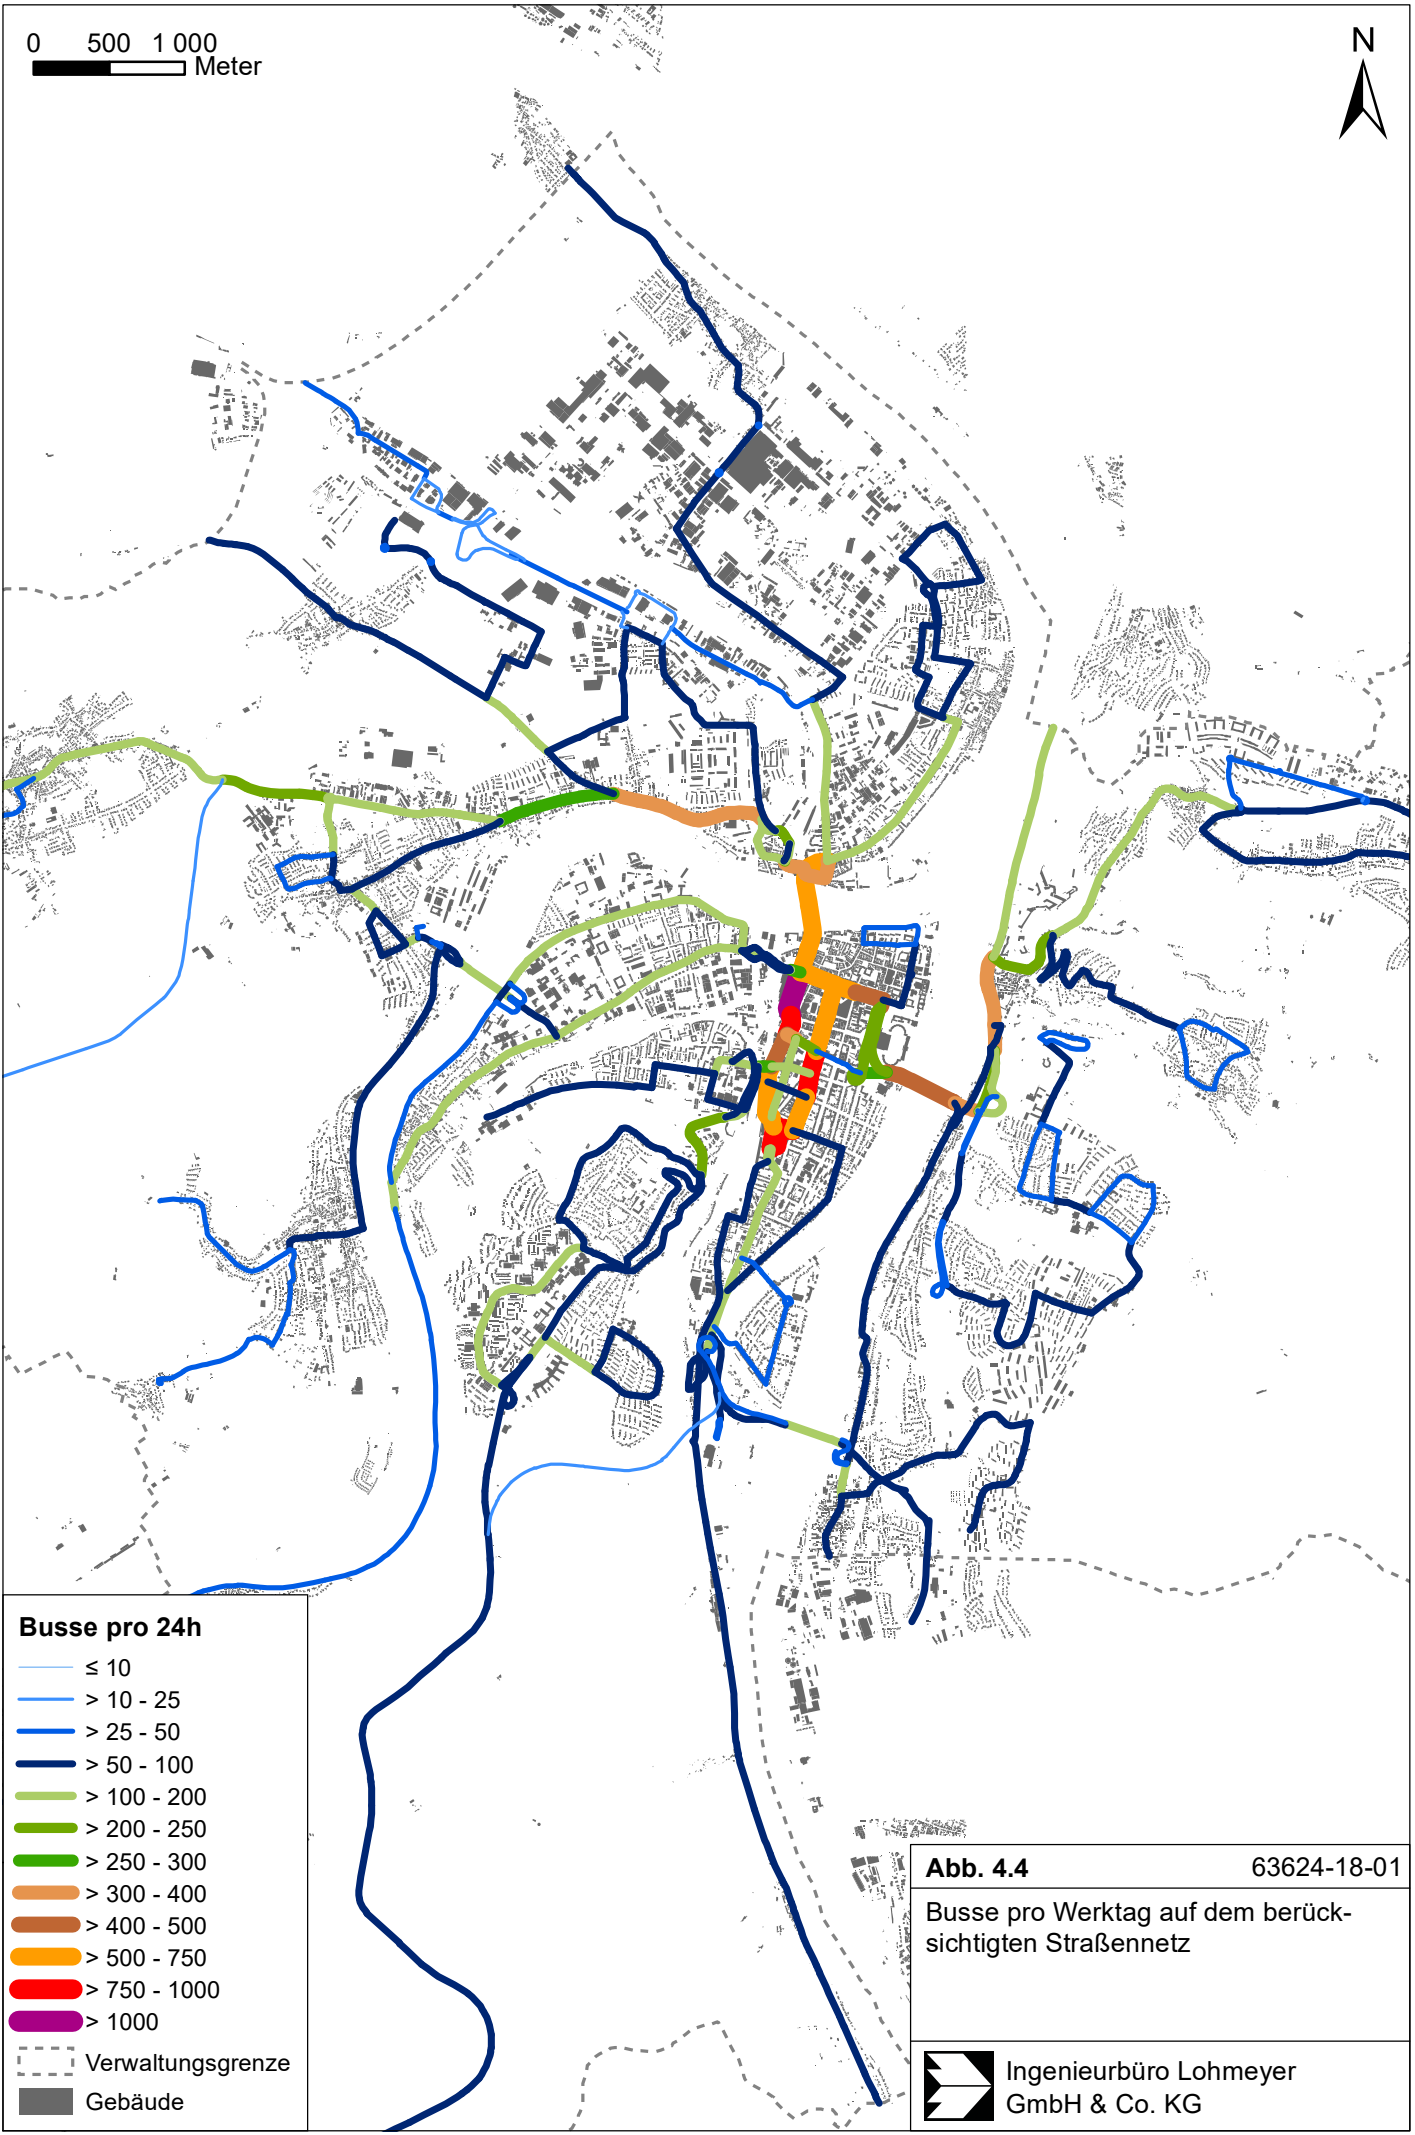 0 500 1 000
Meter
N
Busse pro 24h
≤ 10
> 10 - 25
> 25 - 50
> 50 - 100
> 100 - 200
> 200 - 250
> 250 - 300
> 300 - 400
> 400 - 500
> 500 - 750
> 750 - 1000
> 1000
Verwaltungsgrenze
Gebäude
Abb. 4.4 63624-18-01
Busse pro Werktag auf dem berück-
sichtigten Straßennetz
Ingenieurbüro Lohmeyer
GmbH & Co. KG